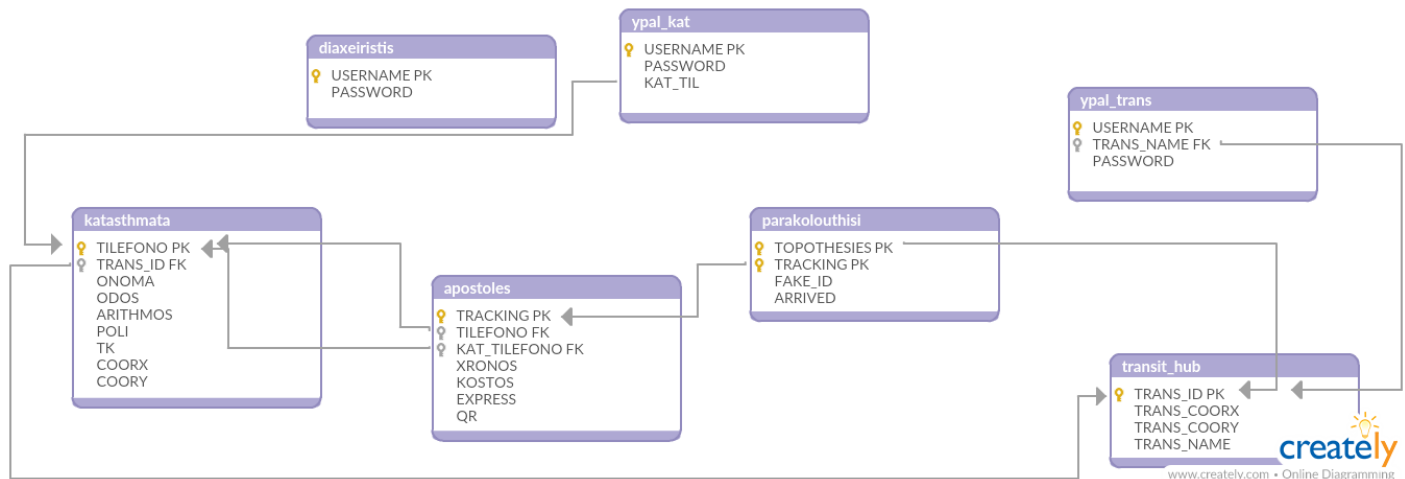 diaxeiristis
USERNAME PK
PASSWORD
ypal_kat
USERNAME PK
PASSWORD
KAT_TIL
ypal_trans
USERNAME PK
TRANS_NAME FK
PASSWORD
katasthmata
TILEFONO PK
TRANS_ID FK
ONOMA
ODOS
ARITHMOS
POLI
TK
COORX
COORY
apostoles
TRACKING PK
TILEFONO FK
KAT_TILEFONO FK
XRONOS
KOSTOS
EXPRESS
QR
parakolouthisi
TOPOTHESIES PK
TRACKING PK
FAKE_ID
ARRIVED
transit_hub
TRANS_ID PK
TRANS_COORX
TRANS_COORY
TRANS_NAME
creately
www.creately.com • Online Diagramming